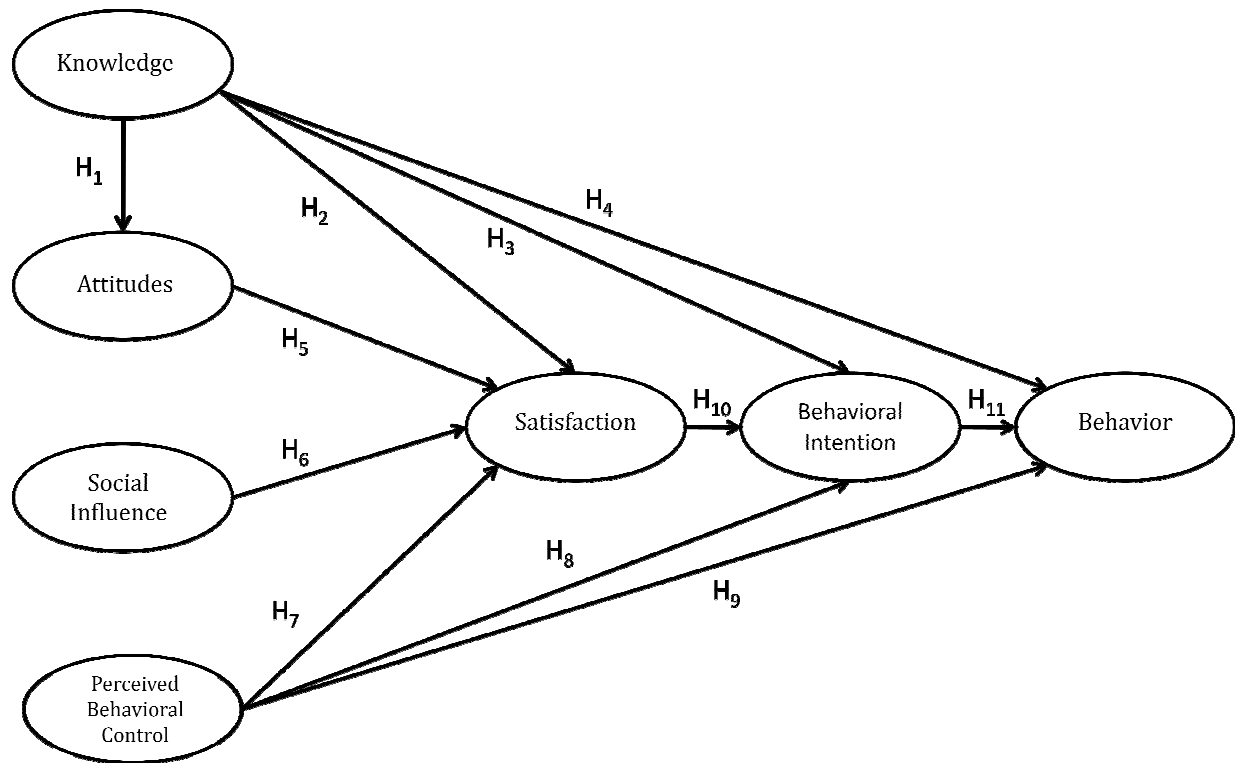 Knowledge
H1
H2
H3
H4
Attitudes
H5
Satisfaction
H10
Behavioral
Intention
H11
Behavior
Social
Influence
H6
H7
H8
H9
Perceived
Behavioral
Control